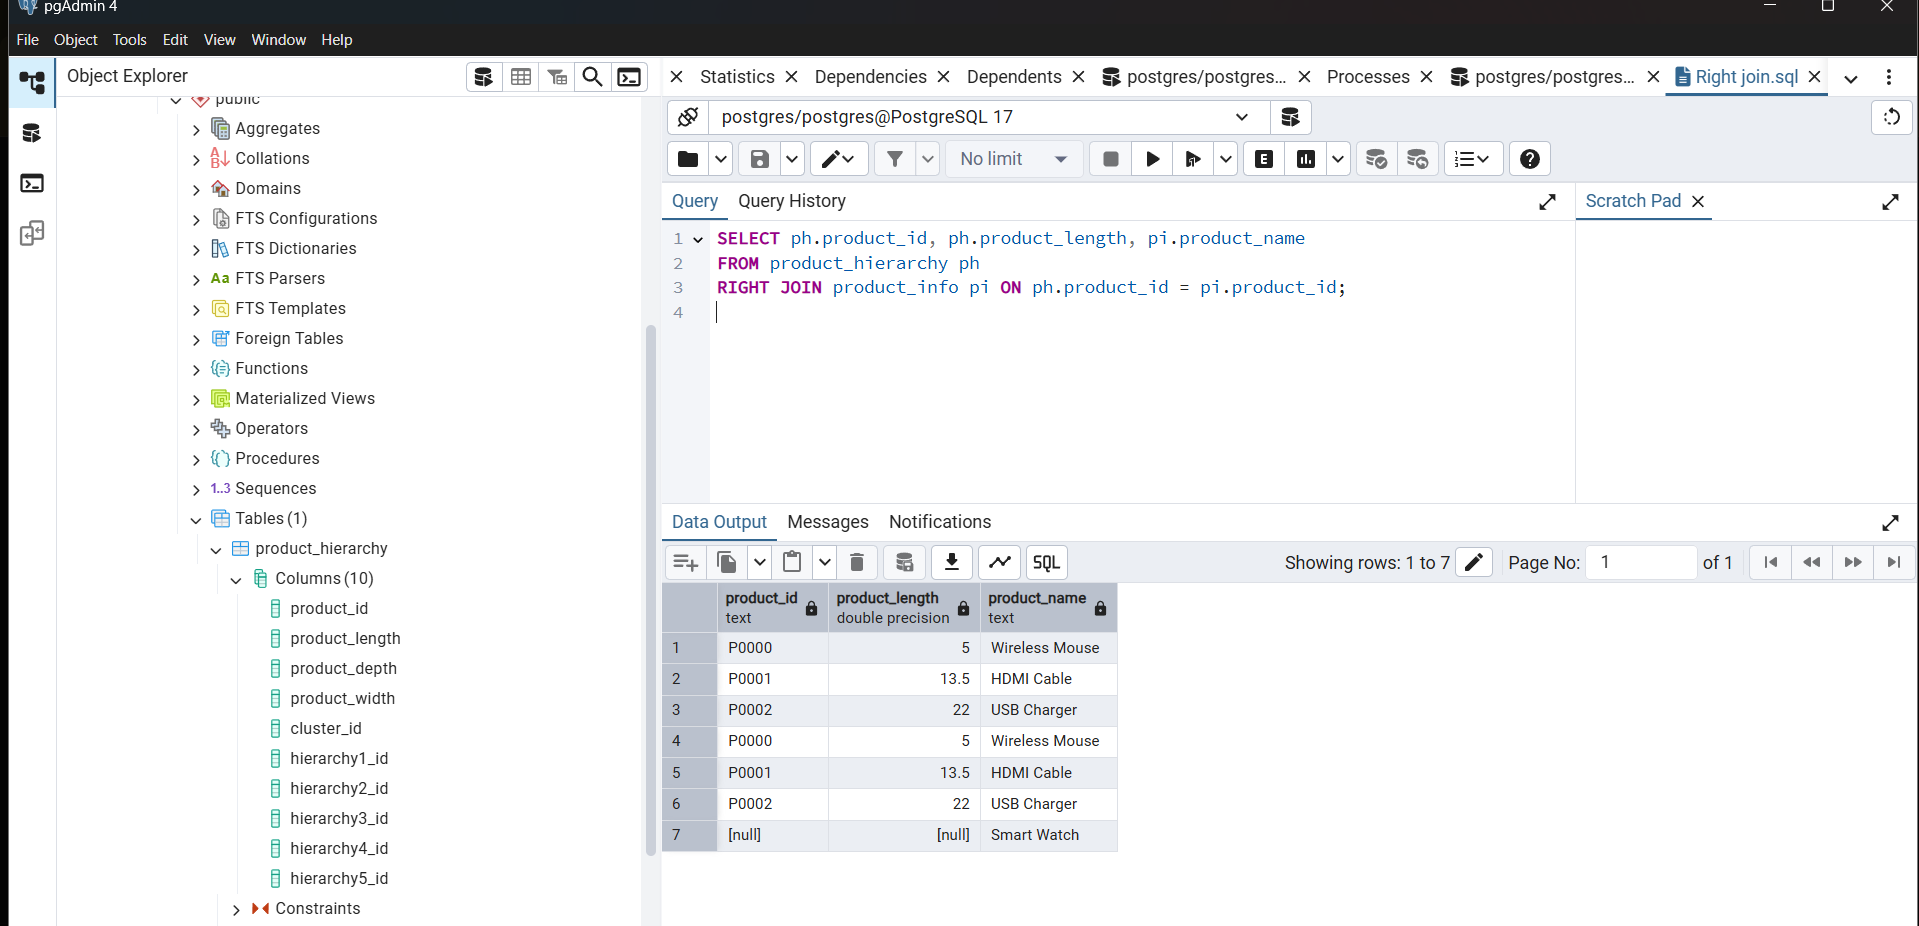 pgAdmin 4
File Object Tools Edit View Window Help
Object Explorer
Statistics Dependencies Dependents postgres/postgres... Processes postgres/postgres... Right join.sql
public
Aggregates
Collations
Domains
FTS Configurations
FTS Dictionaries
Aa FTS Parsers
FTS Templates
Foreign Tables
Functions
Materialized Views
Operators
Procedures
1..3 Sequences
Tables (1)
product_hierarchy
Columns (10)
product_id
product_length
product_depth
product_width
cluster_id
hierarchy1_id
hierarchy2_id
hierarchy3_id
hierarchy4_id
hierarchy5_id
Constraints
postgres/postgres@PostgreSQL 17
No limit E
Query Query History
Scratch Pad
1 SELECT ph.product_id, ph.product_length, pi.product_name
2 FROM product_hierarchy ph
3 RIGHT JOIN product_info pi ON ph.product_id = pi.product_id;
4
Data Output Messages Notifications
SQL Showing rows: 1 to 7 Page No: 1 of 1
product_id product_length product_name
text double precision text
1 P0000 5 Wireless Mouse
2 P0001 13.5 HDMI Cable
3 P0002 22 USB Charger
4 P0000 5 Wireless Mouse
5 P0001 13.5 HDMI Cable
6 P0002 22 USB Charger
7 [null] [null] Smart Watch